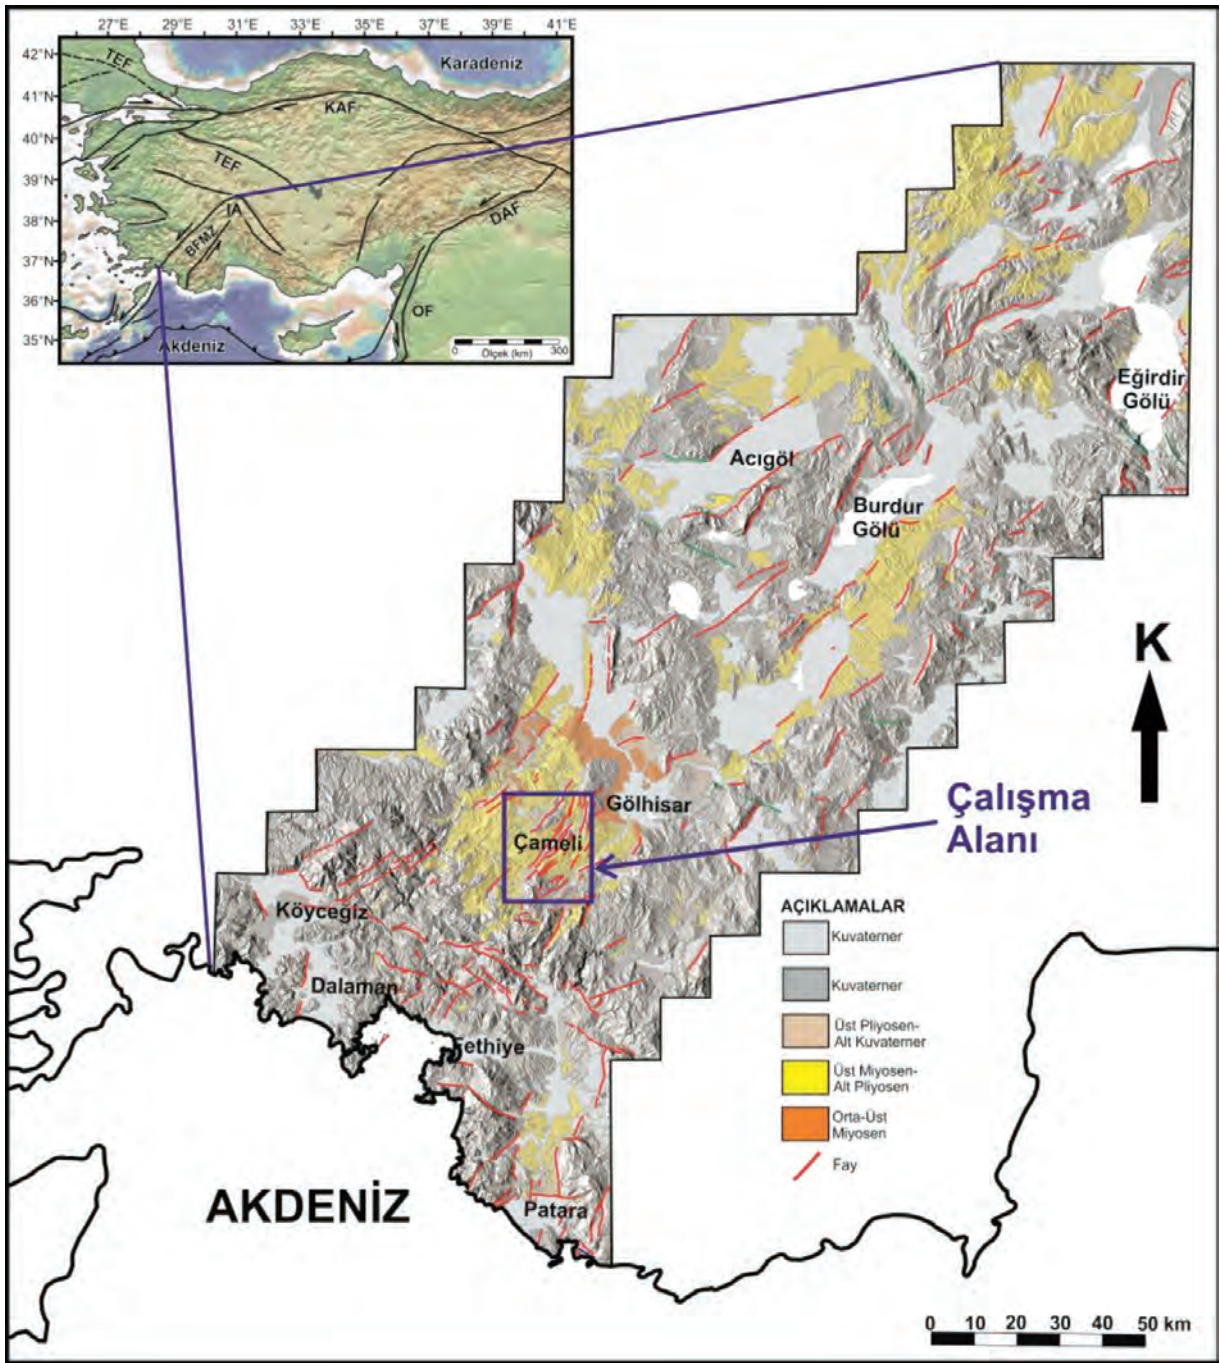 27°E 29°E 31°E 33°E 35°E 37°E 39°E 41°E
42°N
41°N
40°N
39°N
38°N
37°N
36°N
35°N
TEF
Karadeniz
KAF
TEF
IA
BFMZ
DAF
OF
Akdeniz
0 300
Ölçek (km)
Eğirdir
Gölü
Acıgöl
Burdur
Gölü
K
Gölhisar
Çameli
Çalışma
Alanı
Köyceğiz
Dalaman
Fethiye
Patara
AKDENİZ
AÇIKLAMALAR
Kuvaterner
Kuvaterner
Üst Pliyosen-
Alt Kuvaterner
Üst Miyosen-
Alt Pliyosen
Orta-Üst
Miyosen
Fay
0 10 20 30 40 50 km